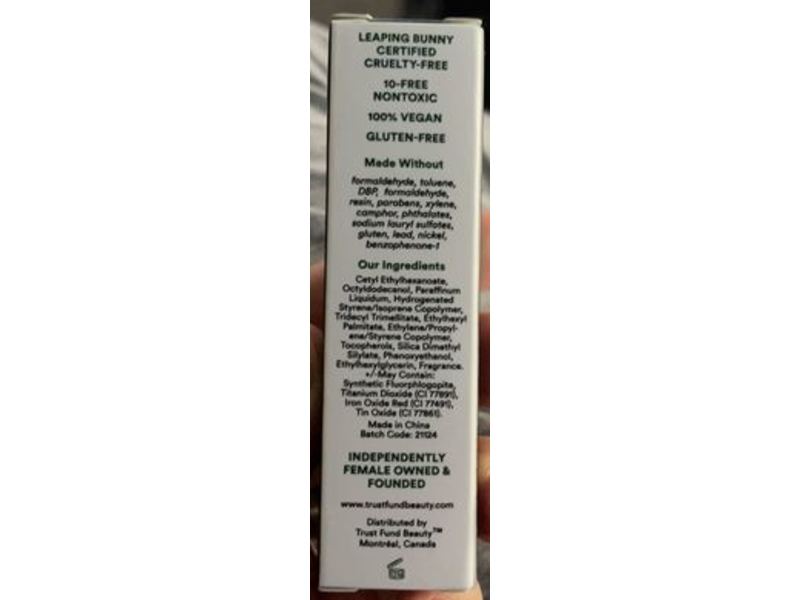 LEAPING BUNNY
CERTIFIED
CRUELTY-FREE
10-FREE
NONTOXIC
100% VEGAN
GLUTEN-FREE
Made Without
formaldehyde, toluene,
DBP, formaldehyde,
resin, parabens, xylene,
camphor, phthalates,
sodium lauryl sulfates,
gluten, lead, nickel,
benzophenone-1
Our Ingredients
Cetyl Ethylhexanoate,
Octyldodecanol, Paraffinum
Liquidum, Hydrogenated
Styrene/Isoprene Copolymer,
Tridecyl Trimellitate, Ethylhexyl
Palmitate, Ethylene/Propyl-
ene/Styrene Copolymer,
Tocopherols, Silica Dimethyl
Silylate, Phenoxyethanol,
Ethylhexylglycerin, Fragrance.
+/-May Contain:
Synthetic Fluorphlogopite,
Titanium Dioxide (CI 77891),
Iron Oxide Red (CI 77491),
Tin Oxide (CI 77861).
Made in China
Batch Code: 21124
INDEPENDENTLY
FEMALE OWNED &
FOUNDED
www.trustfundbeauty.com
Distributed by
Trust Fund Beauty™
Montréal, Canada